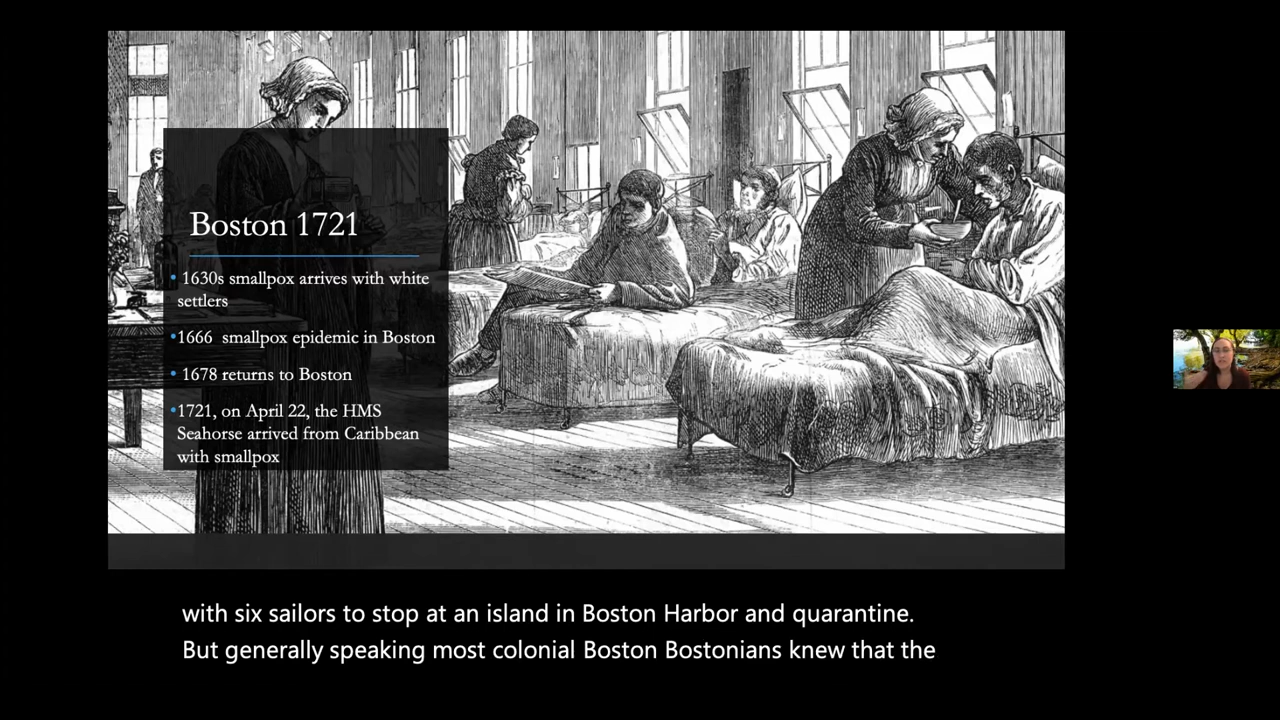 Boston 1721
• 1630s smallpox arrives with white
settlers
•1666 smallpox epidemic in Boston
• 1678 returns to Boston
•1721, on April 22, the HMS
Seahorse arrived from Caribbean
with smallpox
with six sailors to stop at an island in Boston Harbor and quarantine.
But generally speaking most colonial Boston Bostonians knew that the